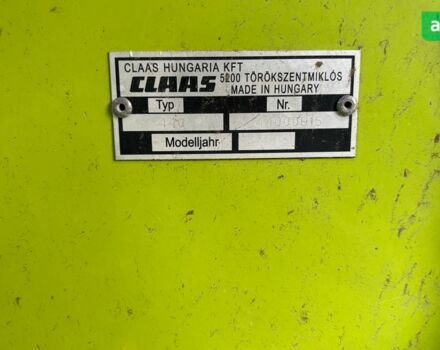 CLAAS HUNGARIA KFT
CLAAS 5200 TÖRÖKSZENTMIKLÓS
MADE IN HUNGARY
Typ Nr.
Modelljahr
a